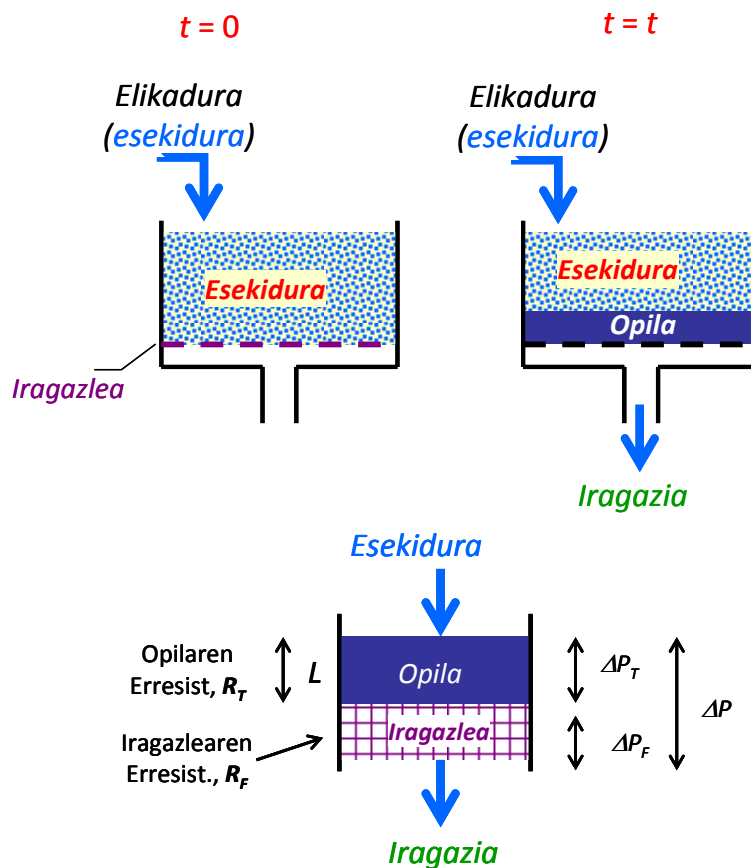 t = 0
t = t
Elikadura
(esekidura)
Elikadura
(esekidura)
Esekidura
Esekidura
Opila
Iragazlea
Iragazia
Esekidura
Opilaren
Erresist, R_T
L
Opila
ΔP_T
ΔP
Iragazlearen
Erresist., R_F
Iragazlea
ΔP_F
Iragazia